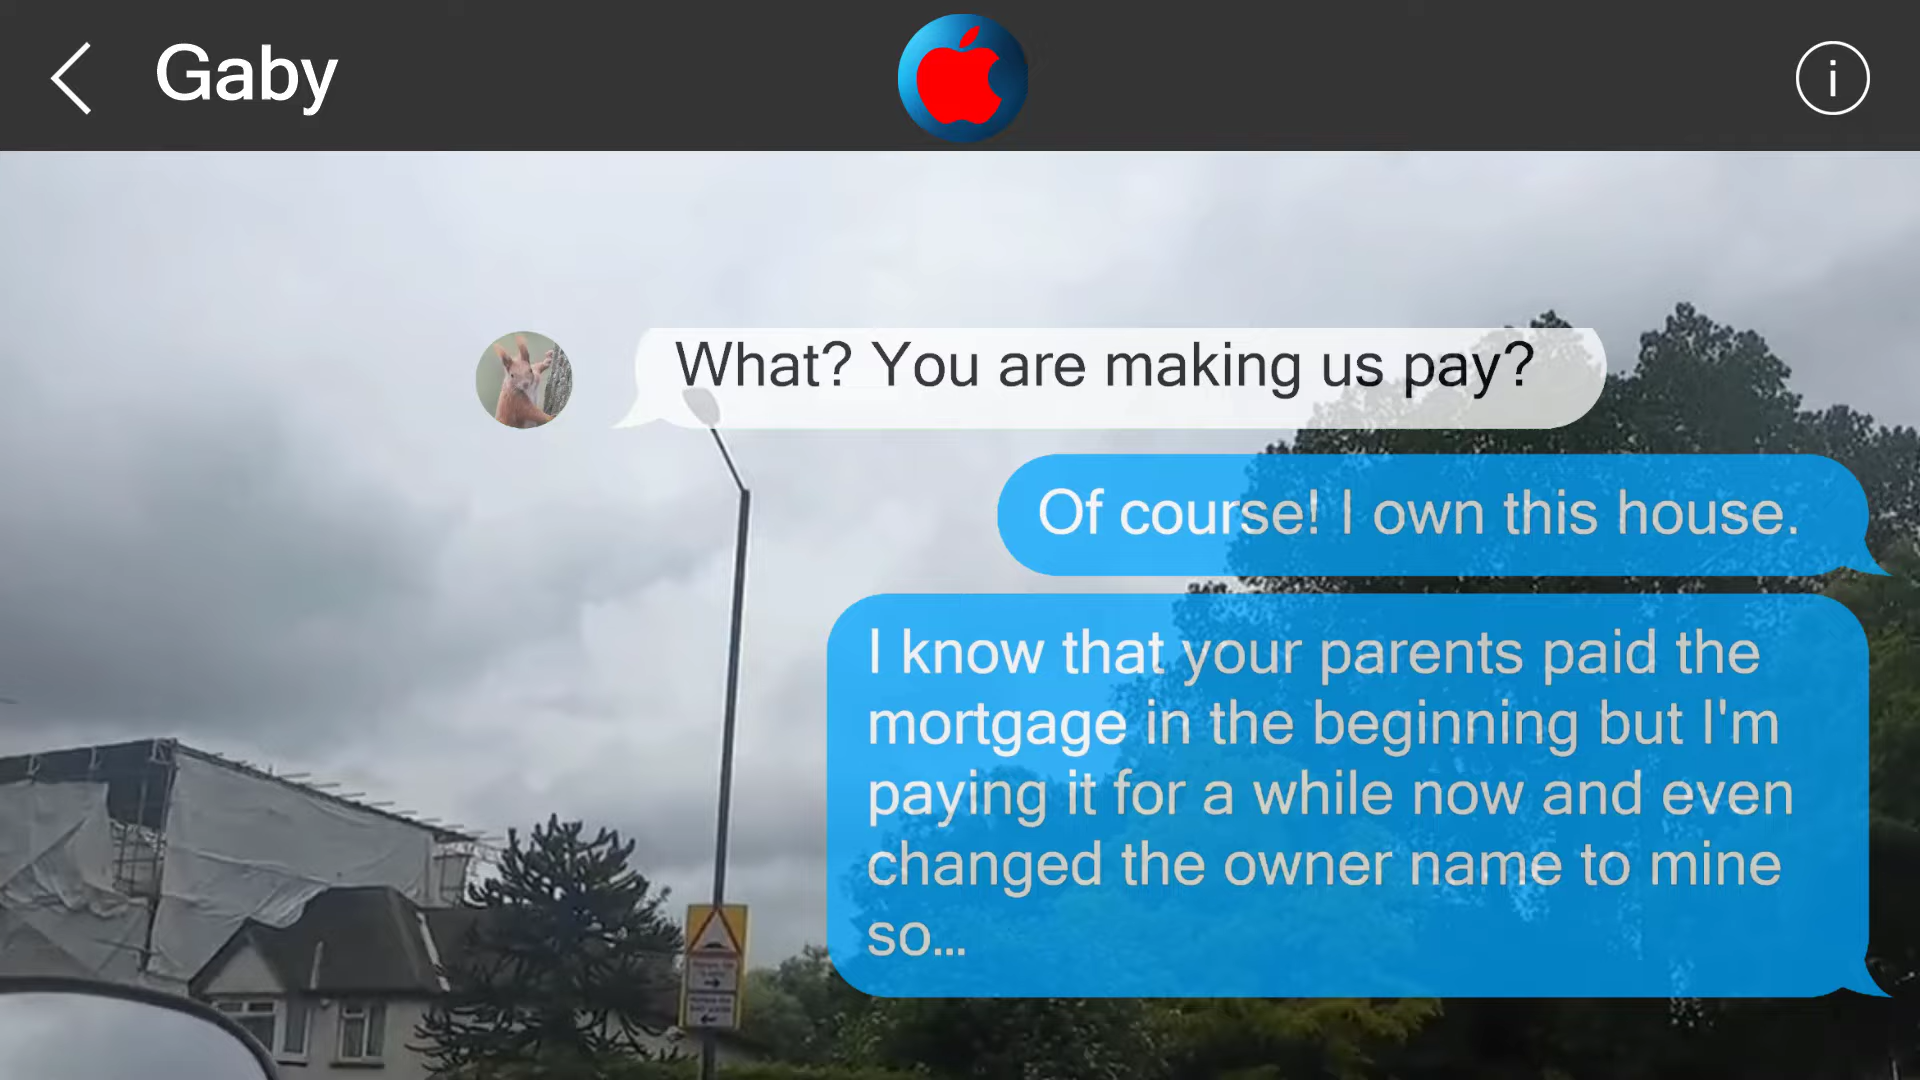 Gaby
i
What? You are making us pay?
Of course! I own this house.
I know that your parents paid the
mortgage in the beginning but I'm
paying it for a while now and even
changed the owner name to mine
so...